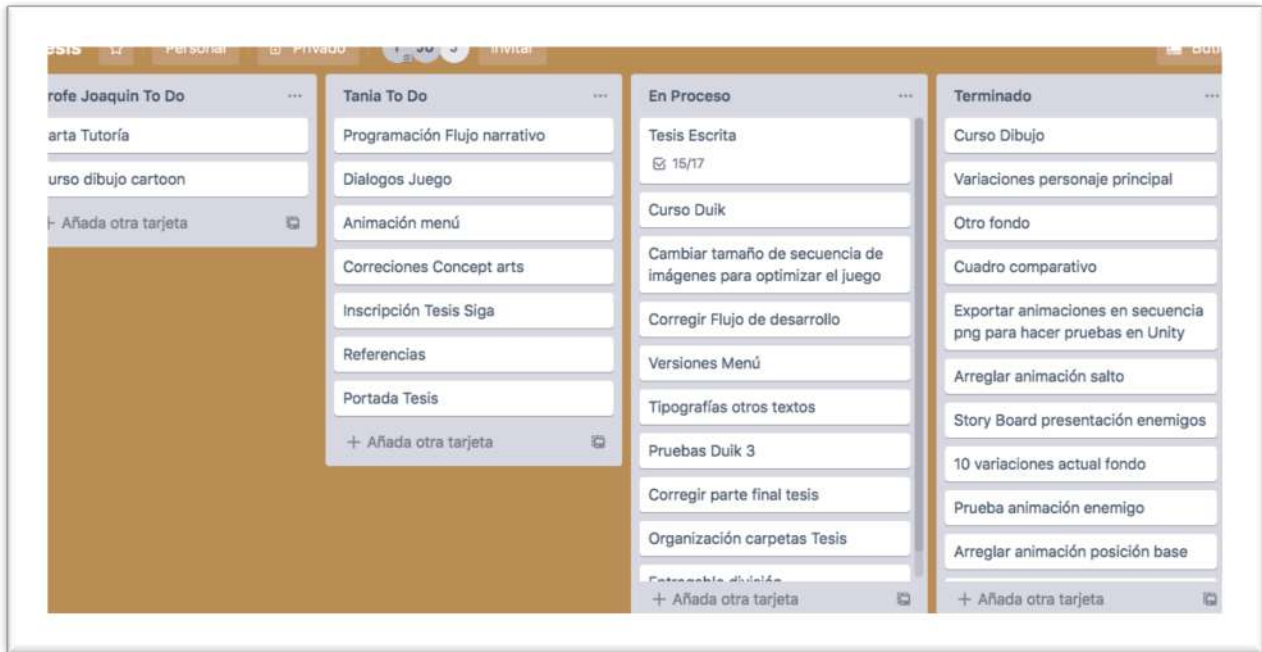 esis Personal Privado Invitar
rofe Joaquin To Do
arta Tutoría
urso dibujo cartoon
+ Añada otra tarjeta
Tania To Do
Programación Flujo narrativo
Dialogos Juego
Animación menú
Correciones Concept arts
Inscripción Tesis Siga
Referencias
Portada Tesis
+ Añada otra tarjeta
En Proceso
Tesis Escrita
15/17
Curso Duik
Cambiar tamaño de secuencia de
imágenes para optimizar el juego
Corregir Flujo de desarrollo
Versiones Menú
Tipografías otros textos
Pruebas Duik 3
Corregir parte final tesis
Organización carpetas Tesis
Entregable división
+ Añada otra tarjeta
Terminado
Curso Dibujo
Variaciones personaje principal
Otro fondo
Cuadro comparativo
Exportar animaciones en secuencia
png para hacer pruebas en Unity
Arreglar animación salto
Story Board presentación enemigos
10 variaciones actual fondo
Prueba animación enemigo
Arreglar animación posición base
+ Añada otra tarjeta